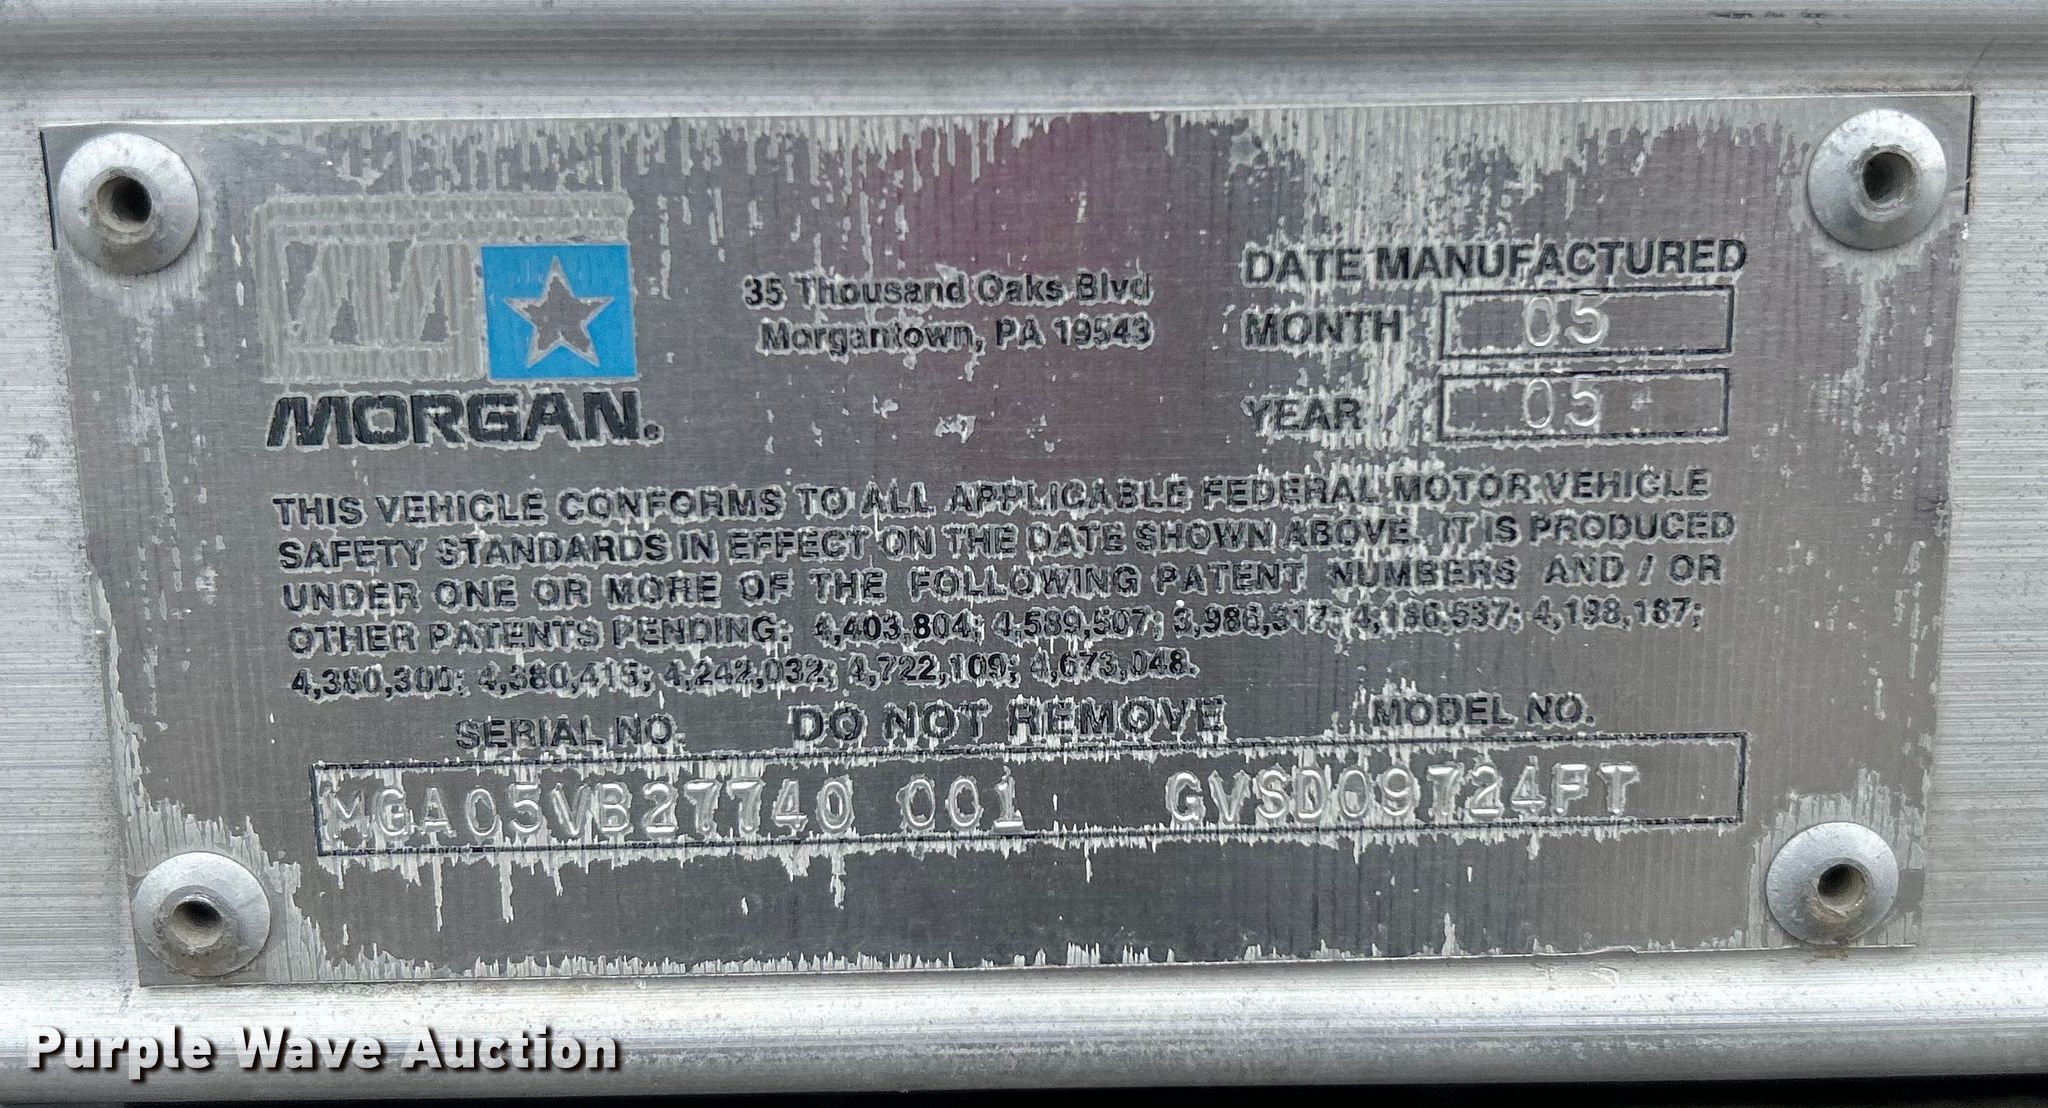 35 Thousand Oaks Blvd
Morgantown, PA 19543
MORGAN®
DATE MANUFACTURED
MONTH 05
YEAR 05
THIS VEHICLE CONFORMS TO ALL APPLICABLE FEDERAL MOTOR VEHICLE
SAFETY STANDARDS IN EFFECT ON THE DATE SHOWN ABOVE. IT IS PRODUCED
UNDER ONE OR MORE OF THE FOLLOWING PATENT NUMBERS AND / OR
OTHER PATENTS PENDING: 4,403,804; 4,589,507; 3,986,317; 4,186,537; 4,198,187;
4,380,300; 4,380,415; 4,242,032; 4,722,109; 4,673,048.
SERIAL NO. DO NOT REMOVE MODEL NO.
MGA05VB27740 001 GVSD09724FT
Purple Wave Auction